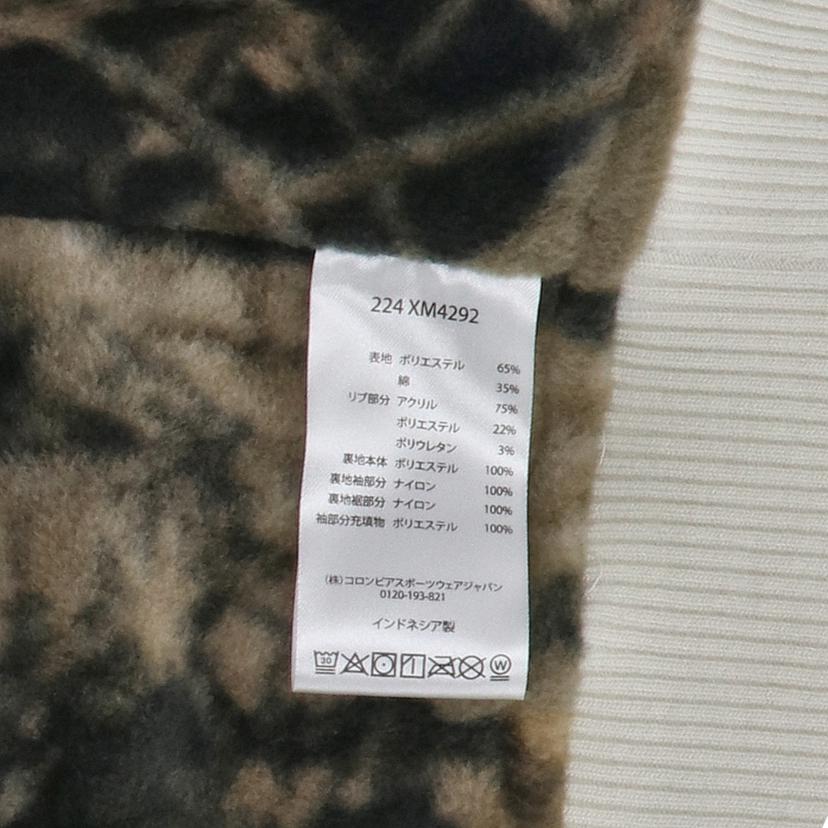 224 XM4292
表地 ポリエステル 65%
綿 35%
リブ部分 アクリル 75%
ポリエステル 22%
ポリウレタン 3%
裏地本体 ポリエステル 100%
裏地袖部分 ナイロン 100%
裏地裾部分 ナイロン 100%
袖部分充填物 ポリエステル 100%
(株)コロンビアスポーツウェアジャパン
0120-193-821
インドネシア製
30 W